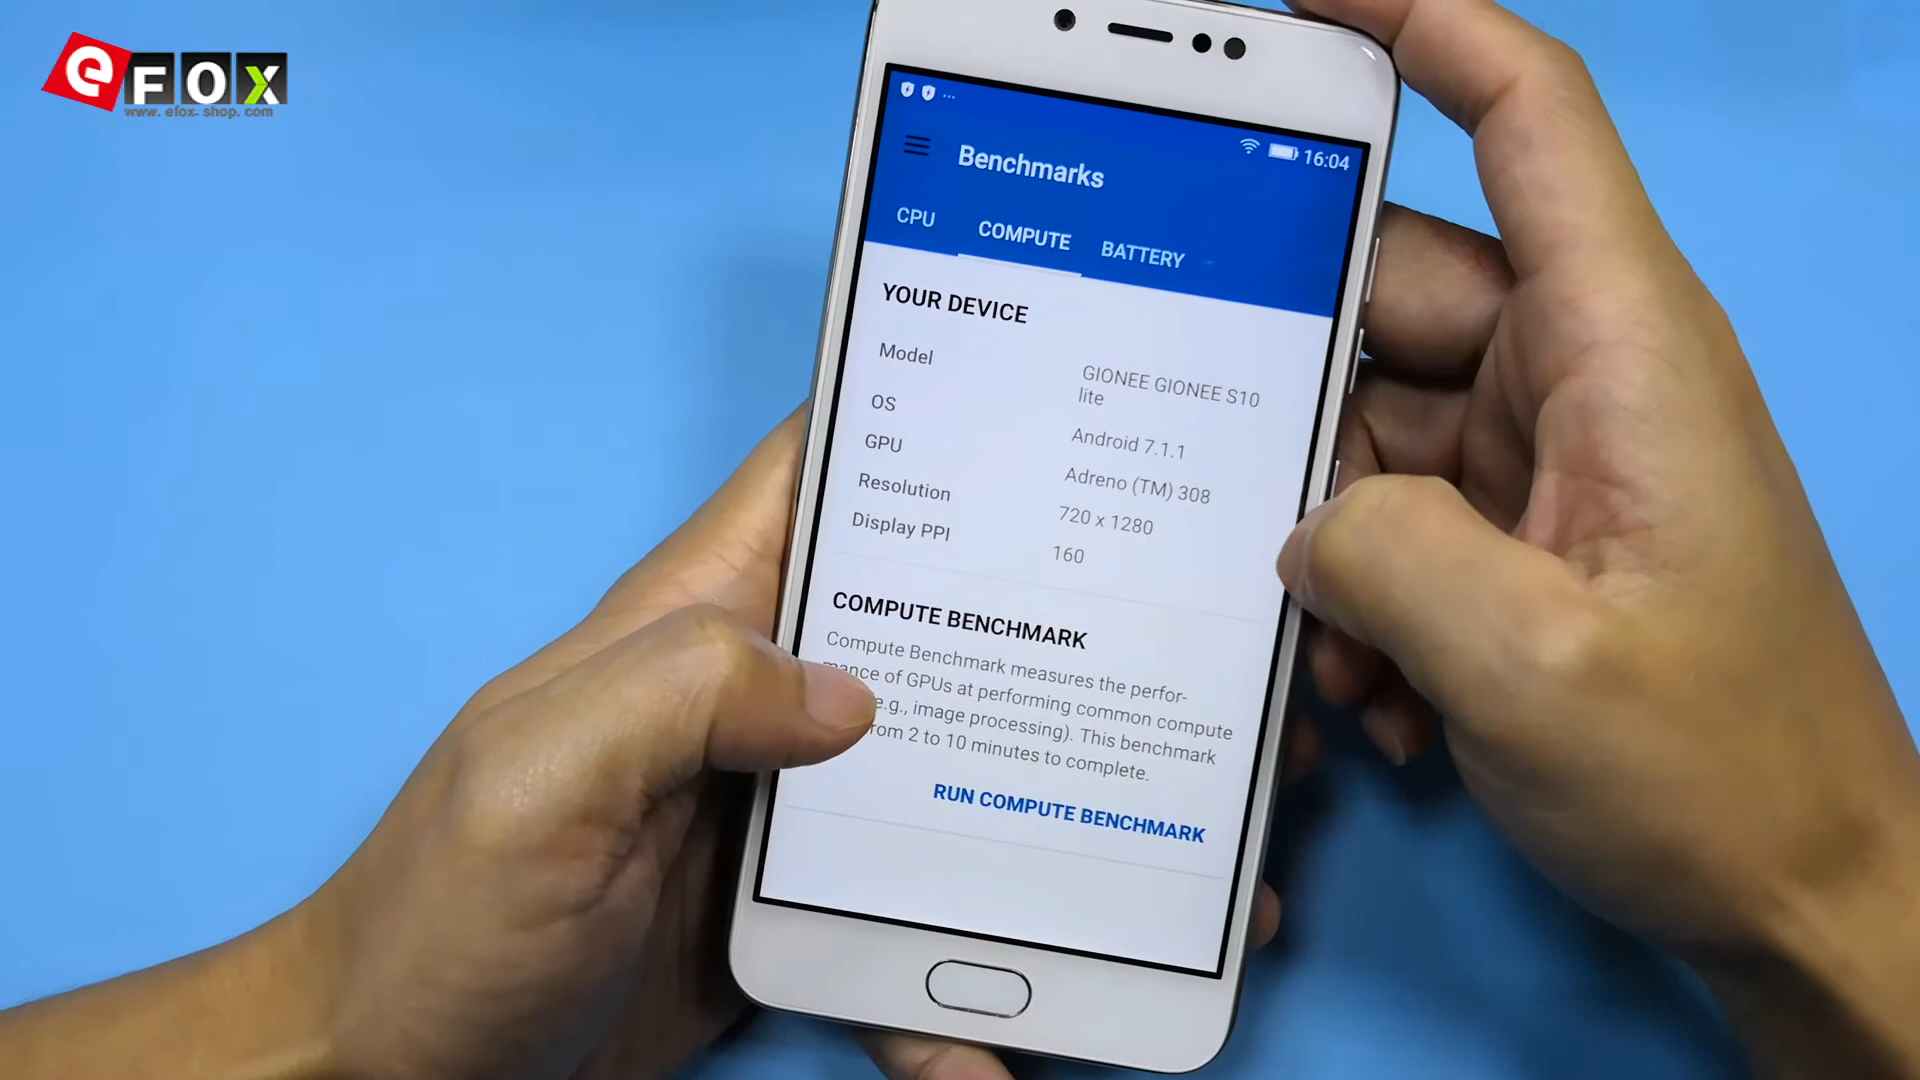 eFOX
www.efox-shop.com
16:04
Benchmarks
CPU COMPUTE BATTERY
YOUR DEVICE
Model GIONEE GIONEE S10
lite
OS Android 7.1.1
GPU Adreno (TM) 308
Resolution 720 x 1280
Display PPI 160
COMPUTE BENCHMARK
Compute Benchmark measures the perfor-
mance of GPUs at performing common compute
e.g., image processing). This benchmark
from 2 to 10 minutes to complete.
RUN COMPUTE BENCHMARK